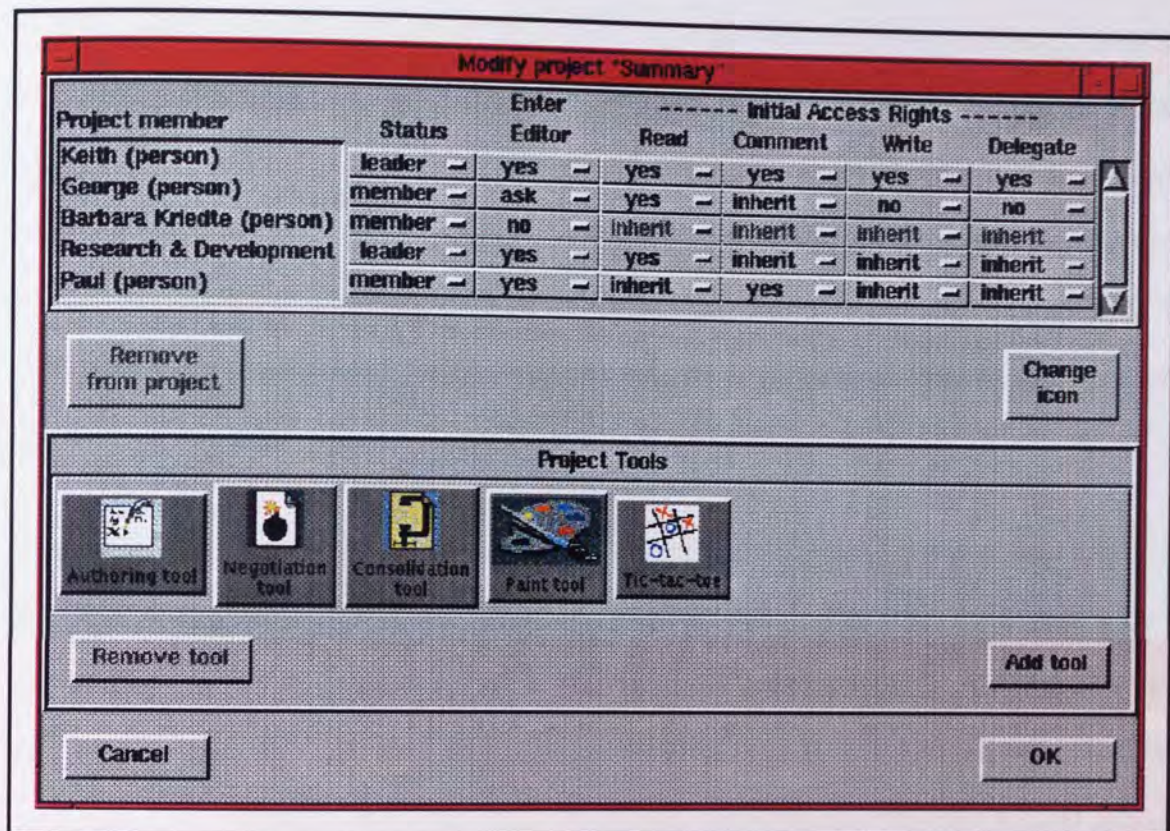 Modify project "Summary"
Enter ------ Initial Access Rights ------
Project member Status Editor Read Comment Write Delegate
Keith (person) leader yes yes yes yes yes
George (person) member ask yes inherit no no
Barbara Kriedte (person) member no inherit inherit inherit inherit
Research & Development leader yes yes inherit inherit inherit
Paul (person) member yes inherit yes inherit inherit
Remove
from project
Change
icon
Project Tools
Authoring tool
Negotiation
tool
Consolidation
tool
Paint tool
Tic-tac-toe
Remove tool
Add tool
Cancel
OK